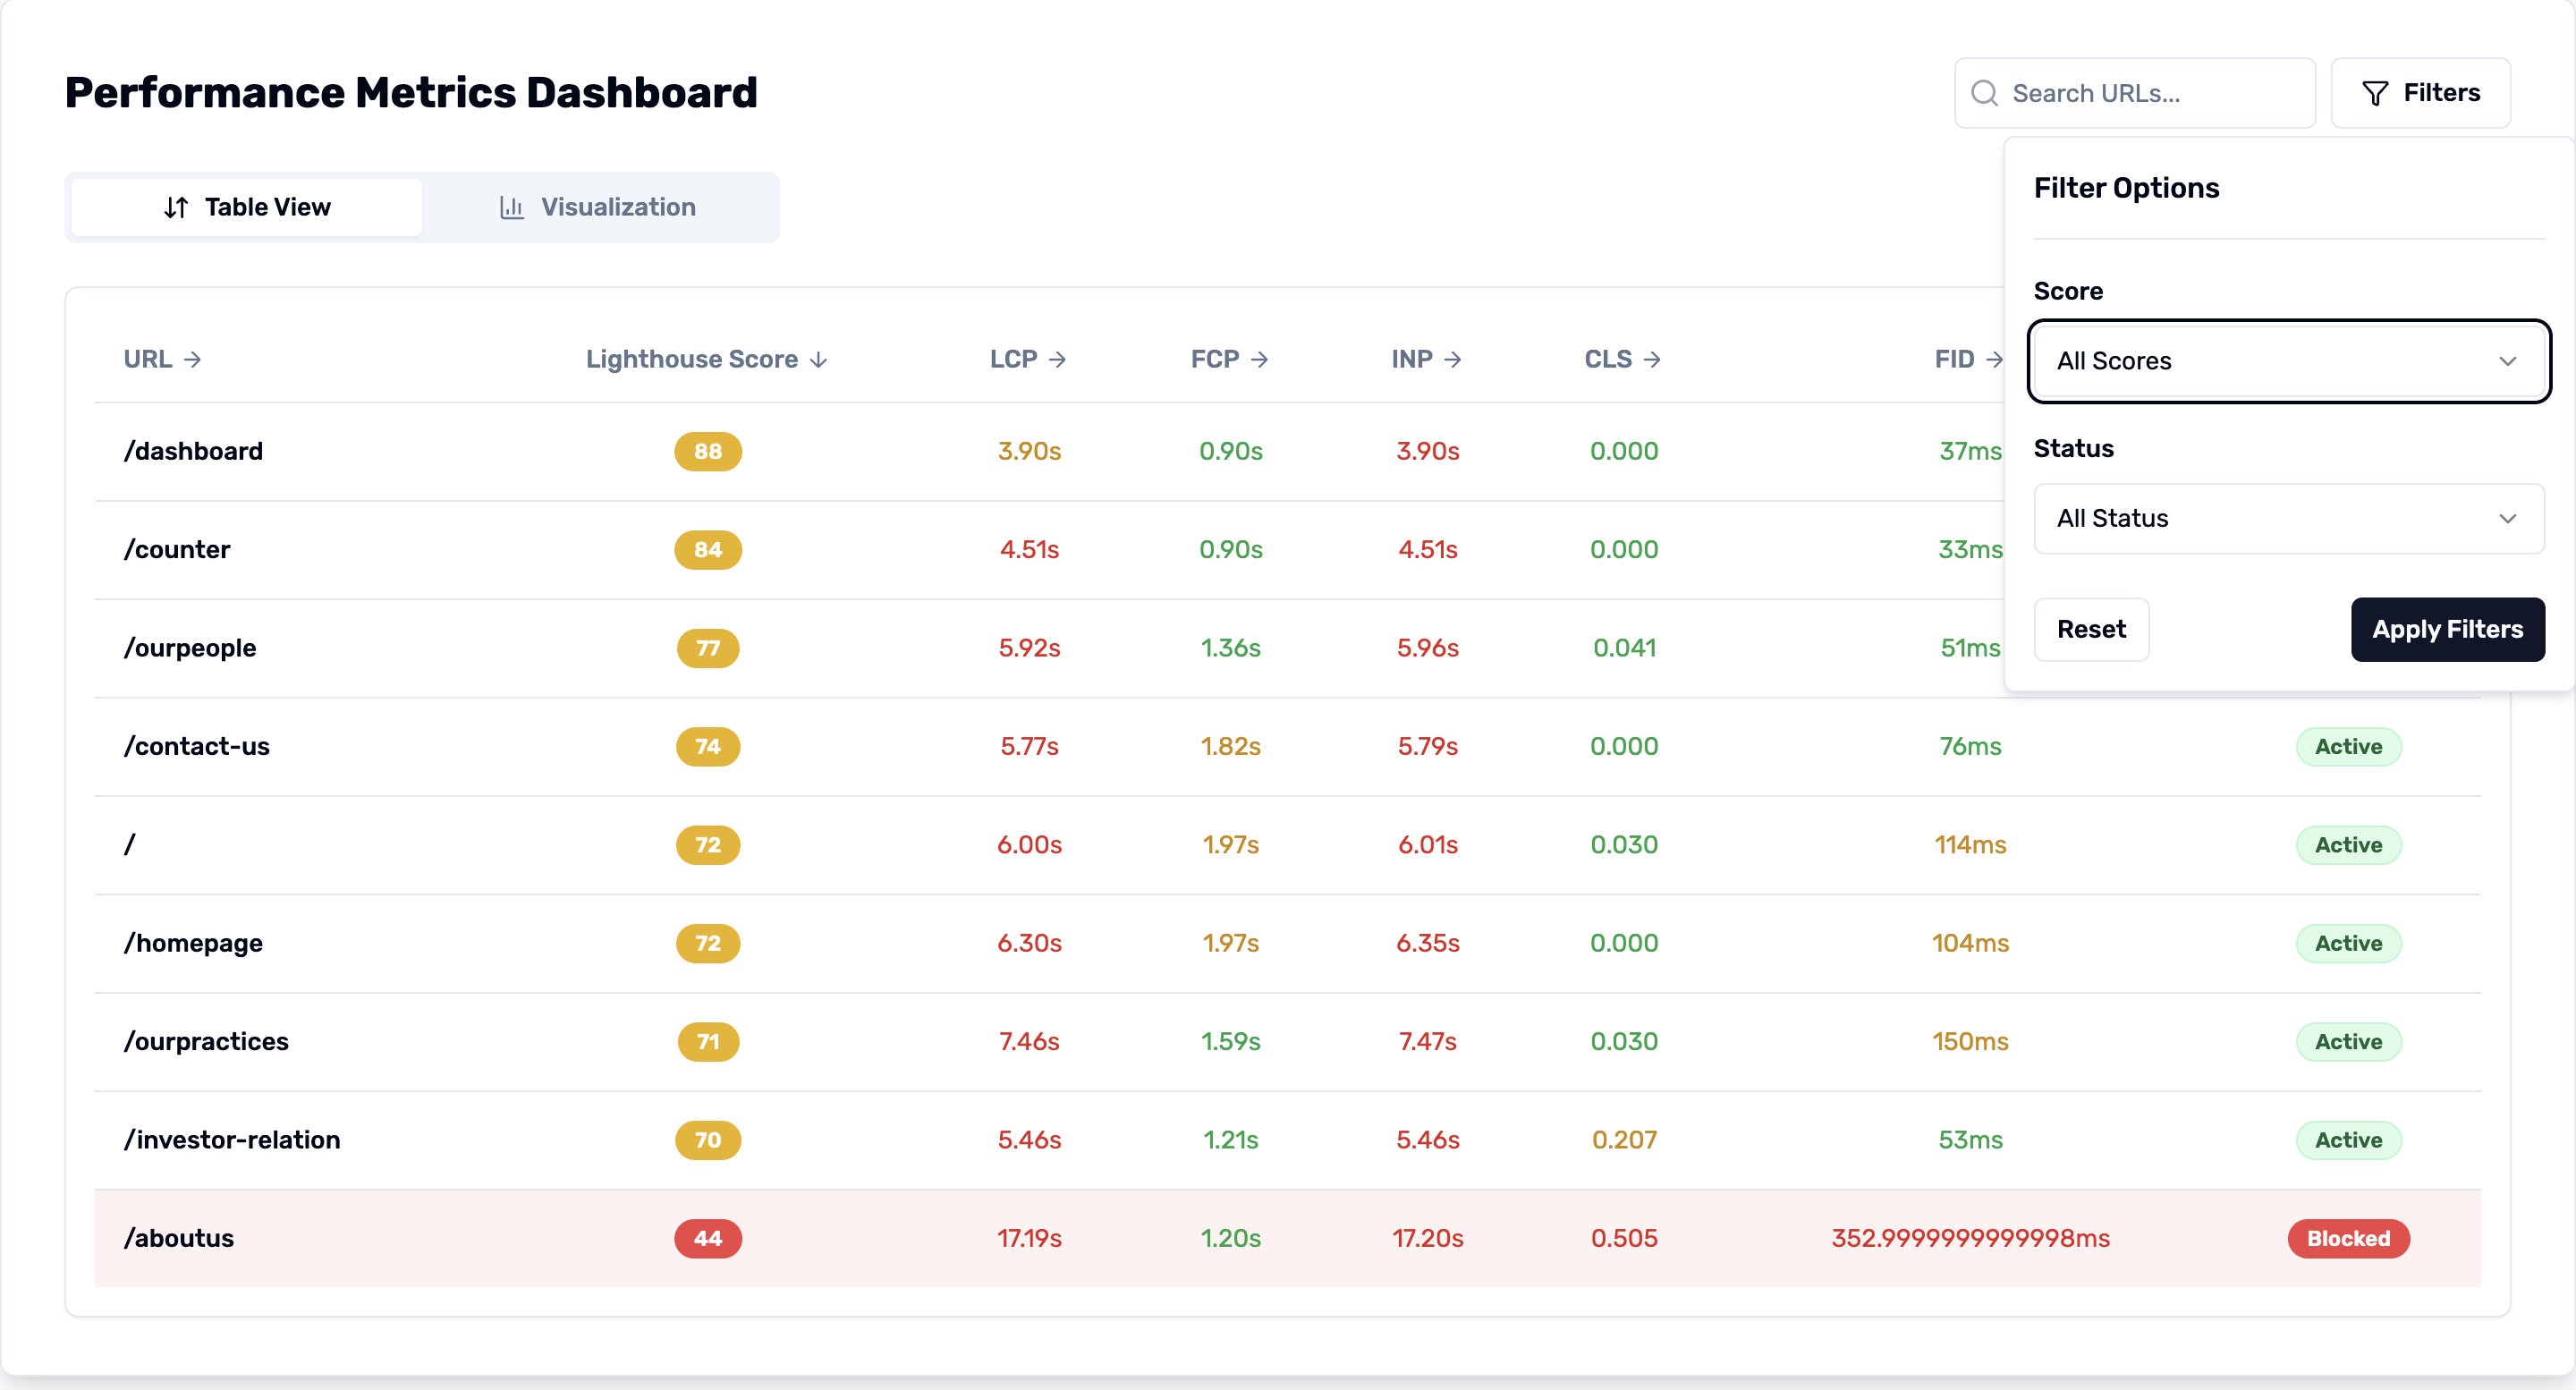 Performance Metrics Dashboard
Search URLs...
Filters
Table View
Visualization
Filter Options
Score
All Scores
Status
All Status
Reset
Apply Filters
URL → Lighthouse Score ↓ LCP → FCP → INP → CLS → FID →
/dashboard 88 3.90s 0.90s 3.90s 0.000 37ms
/counter 84 4.51s 0.90s 4.51s 0.000 33ms
/ourpeople 77 5.92s 1.36s 5.96s 0.041 51ms
/contact-us 74 5.77s 1.82s 5.79s 0.000 76ms Active
/ 72 6.00s 1.97s 6.01s 0.030 114ms Active
/homepage 72 6.30s 1.97s 6.35s 0.000 104ms Active
/ourpractices 71 7.46s 1.59s 7.47s 0.030 150ms Active
/investor-relation 70 5.46s 1.21s 5.46s 0.207 53ms Active
/aboutus 44 17.19s 1.20s 17.20s 0.505 352.9999999999998ms Blocked